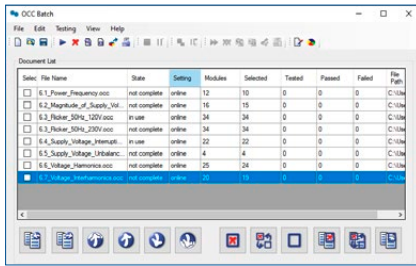 OCC Batch
File Edit Testing View Help
Document List
Selec File Name State Setting Modules Selected Tested Passed Failed File Path
6.1_Power_Frequency.occ not complete online 12 10 0 0 0 C:\Us
6.2_Magnitude_of_Supply_Vol... not complete online 16 15 0 0 0 C:\Us
6.3_Flicker_50Hz_120V.occ in use online 34 34 0 0 0 C:\Us
6.3_Flicker_50Hz_230V.occ not complete online 34 34 0 0 0 C:\Us
6.4_Supply_Voltage_Interrupti... in use online 22 22 0 0 0 C:\Us
6.5_Supply_Voltage_Unbalanc... not complete online 4 4 0 0 0 C:\Us
6.6_Voltage_Harmonics.occ not complete online 25 24 0 0 0 C:\Us
6.7_Voltage_Interharmonics.occ not complete online 20 19 0 0 0 C:\Us